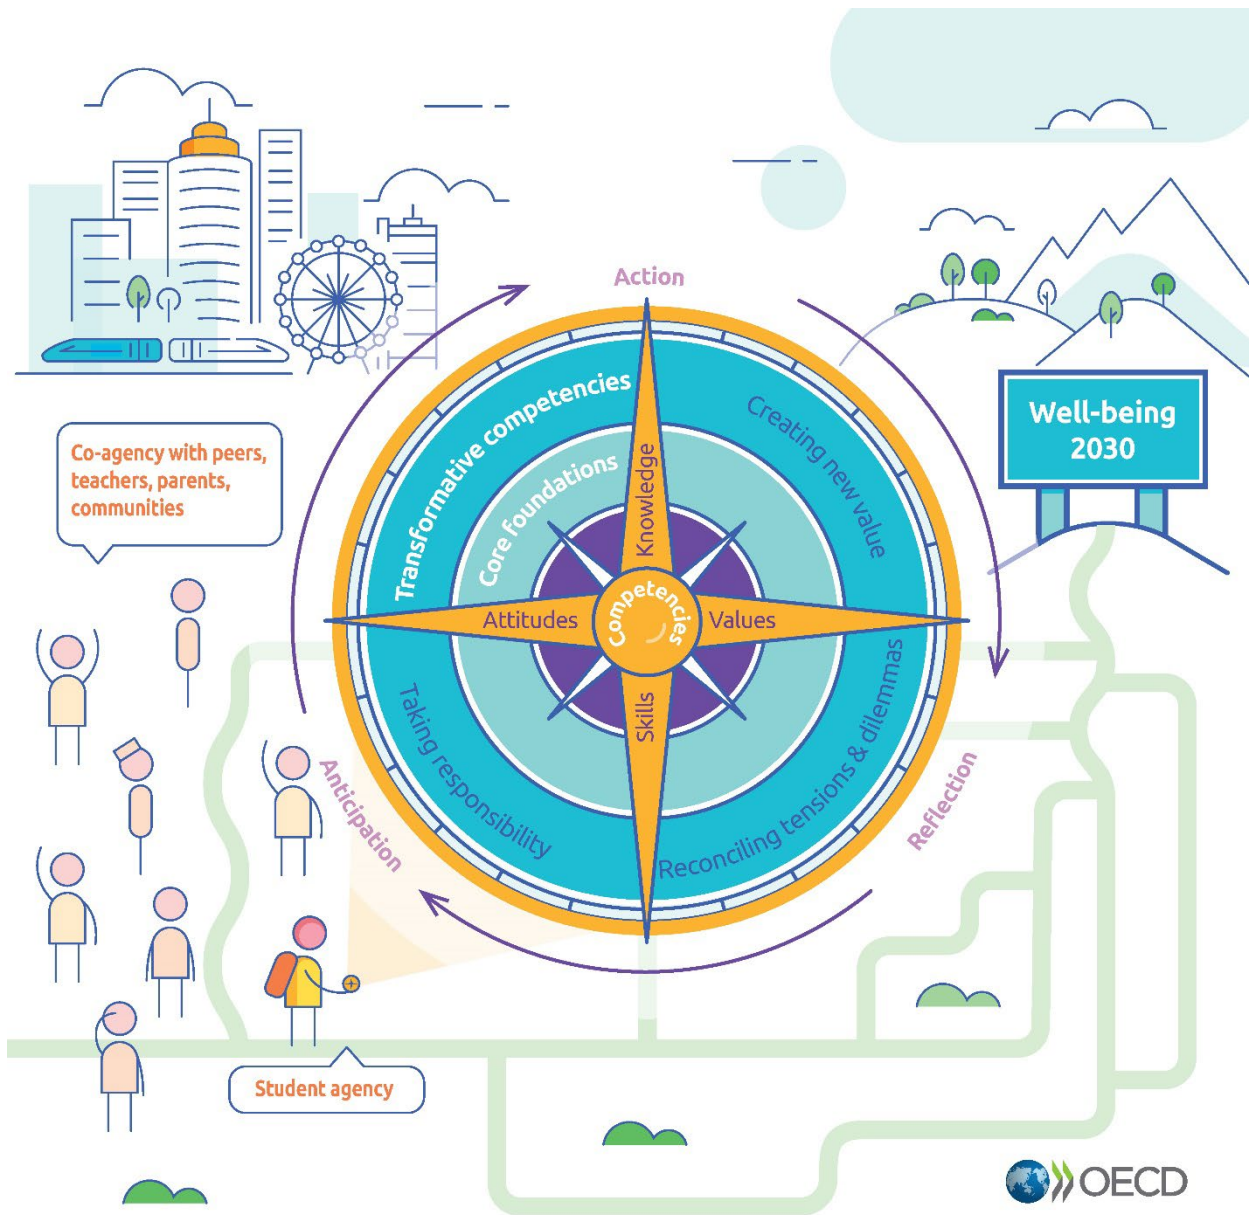 Action
Transformative competencies
Core foundations
Creating new value
Knowledge
Well-being
2030
Co-agency with peers,
teachers, parents,
communities
Attitudes
Competencies
Values
Skills
Taking responsibility
Reconciling tensions & dilemmas
Anticipation
Reflection
Student agency
OECD